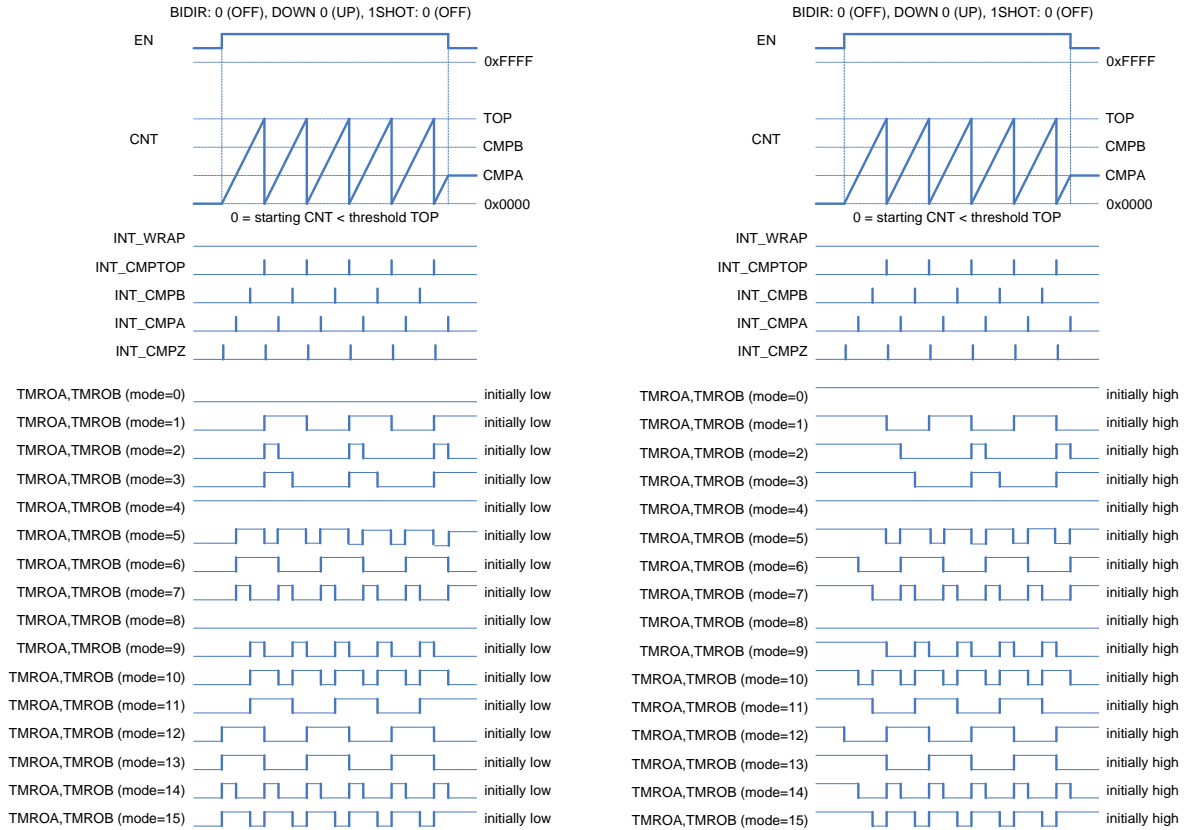 BIDIR: 0 (OFF), DOWN 0 (UP), 1SHOT: 0 (OFF)
EN
0xFFFF
TOP
CNT
CMPB
CMPA
0x0000
0 = starting CNT < threshold TOP
INT_WRAP
INT_CMPTOP
INT_CMPB
INT_CMPA
INT_CMPZ
TMROA,TMROB (mode=0) initially low
TMROA,TMROB (mode=1) initially low
TMROA,TMROB (mode=2) initially low
TMROA,TMROB (mode=3) initially low
TMROA,TMROB (mode=4) initially low
TMROA,TMROB (mode=5) initially low
TMROA,TMROB (mode=6) initially low
TMROA,TMROB (mode=7) initially low
TMROA,TMROB (mode=8) initially low
TMROA,TMROB (mode=9) initially low
TMROA,TMROB (mode=10) initially low
TMROA,TMROB (mode=11) initially low
TMROA,TMROB (mode=12) initially low
TMROA,TMROB (mode=13) initially low
TMROA,TMROB (mode=14) initially low
TMROA,TMROB (mode=15) initially low
BIDIR: 0 (OFF), DOWN 0 (UP), 1SHOT: 0 (OFF)
EN
0xFFFF
TOP
CNT
CMPB
CMPA
0x0000
0 = starting CNT < threshold TOP
INT_WRAP
INT_CMPTOP
INT_CMPB
INT_CMPA
INT_CMPZ
TMROA,TMROB (mode=0) initially high
TMROA,TMROB (mode=1) initially high
TMROA,TMROB (mode=2) initially high
TMROA,TMROB (mode=3) initially high
TMROA,TMROB (mode=4) initially high
TMROA,TMROB (mode=5) initially high
TMROA,TMROB (mode=6) initially high
TMROA,TMROB (mode=7) initially high
TMROA,TMROB (mode=8) initially high
TMROA,TMROB (mode=9) initially high
TMROA,TMROB (mode=10) initially high
TMROA,TMROB (mode=11) initially high
TMROA,TMROB (mode=12) initially high
TMROA,TMROB (mode=13) initially high
TMROA,TMROB (mode=14) initially high
TMROA,TMROB (mode=15) initially high